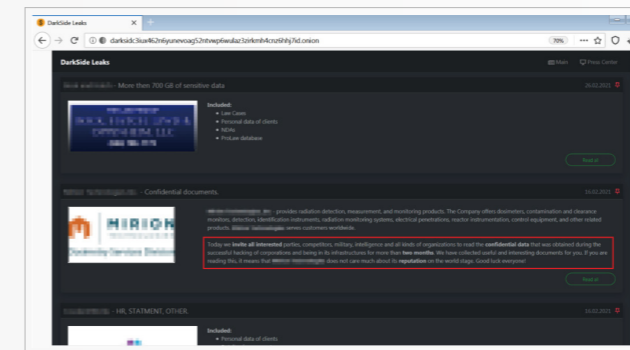 DarkSide Leaks
70%
DarkSide Leaks
Main
Press Center
- More then 700 GB of sensitive data
26.02.2021
Included:
Law Cases
Personal data of clients
NDAs
ProLaw database
Read at
- Confidential documents.
16.02.2021
MIRION
- provides radiation detection, measurement, and monitoring products. The Company offers dosimeters, contamination and clearance
monitors, detection, identification instruments, radiation monitoring systems, electrical penetrations, reactor instrumentation, control equipment, and other related
products. serves customers worldwide.
Today we invite all interested parties, competitors, military, intelligence and all kinds of organizations to read the confidential data that was obtained during the
successful hacking of corporations and being in its infrastructures for more than two months. We have collected useful and interesting documents for you. If you are
reading this, it means that does not care much about its reputation on the world stage. Good luck everyone!
- HR, STATMENT, OTHER.
16.02.2021
Included:
Personal data of clients